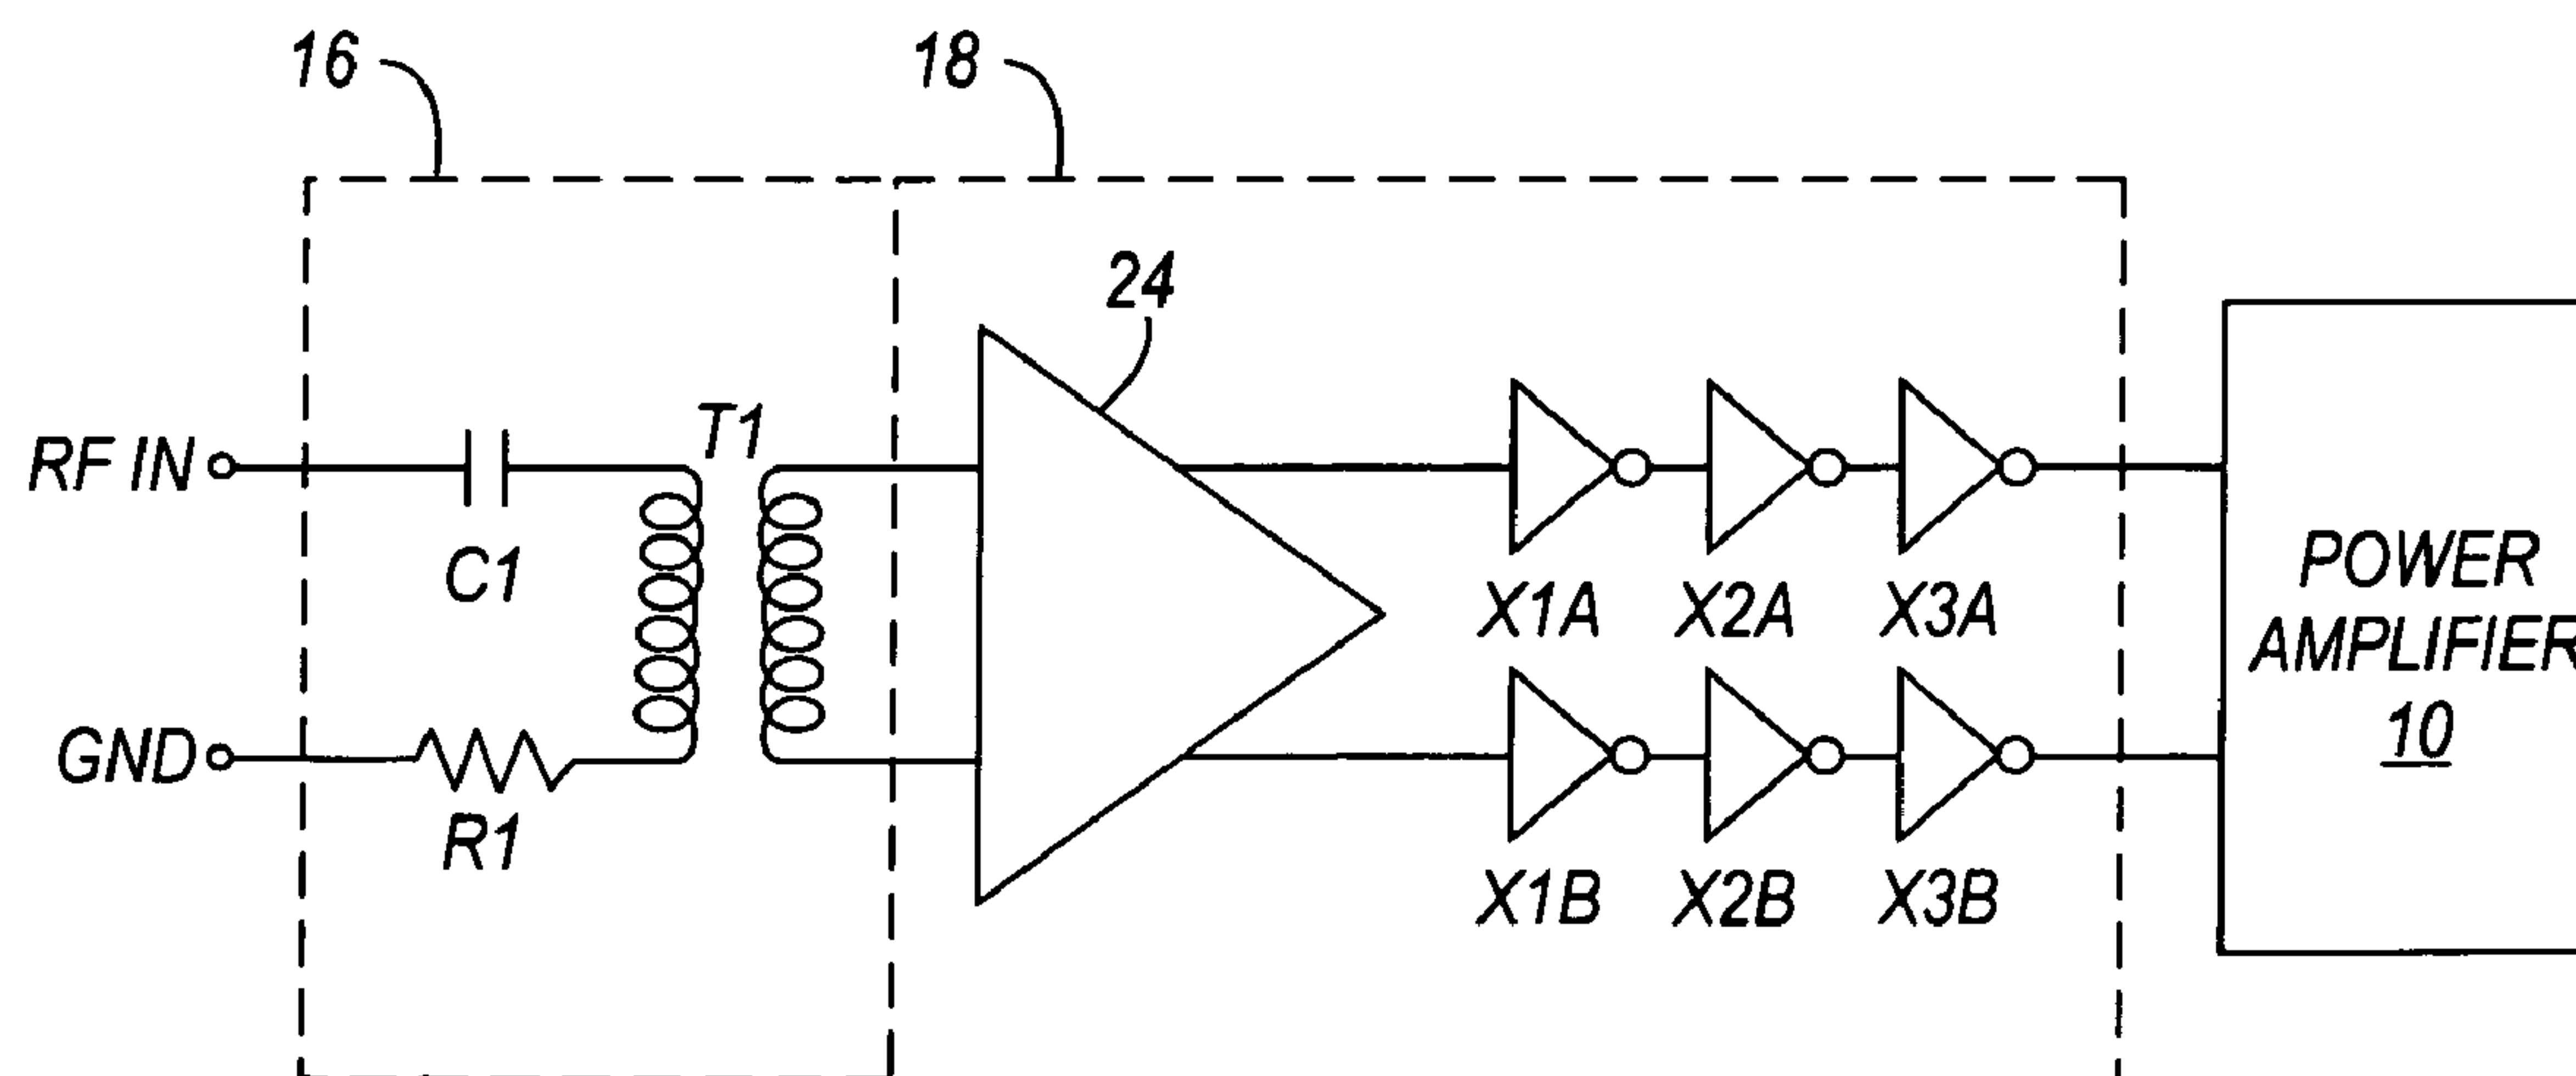 16
18
24
T1
RF IN
C1
X1A
X2A
X3A
POWER
AMPLIFIER
10
GND
R1
X1B
X2B
X3B